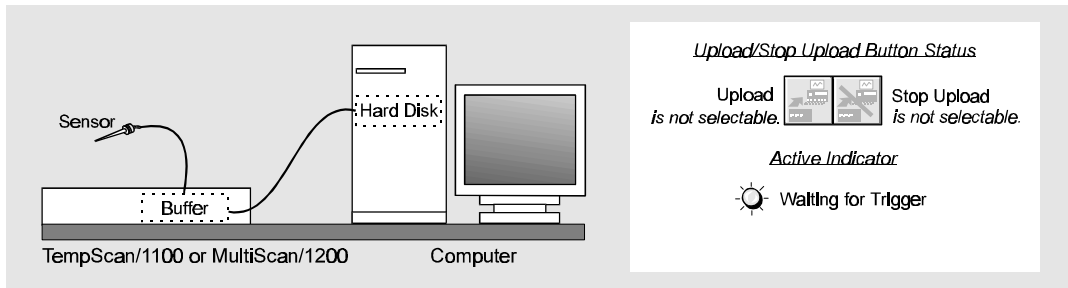 Sensor
Buffer
Hard Disk
TempScan/1100 or MultiScan/1200
Computer
Upload/Stop Upload Button Status
Upload
is not selectable.
Stop Upload
is not selectable.
Active Indicator
Waiting for Trigger